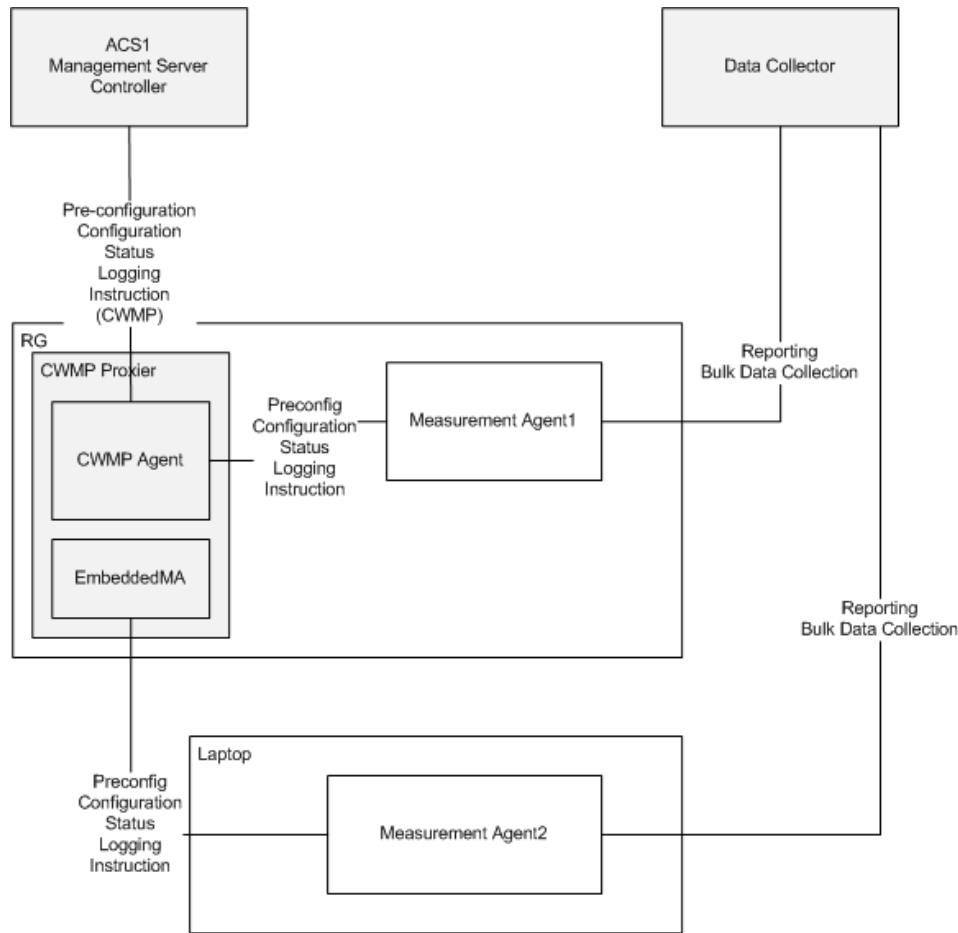 ACS1
Management Server
Controller
Data Collector
Pre-configuration
Configuration
Status
Logging
Instruction
(CWMP)
RG
CWMP Proxier
CWMP Agent
Preconfig
Configuration
Status
Logging
Instruction
Measurement Agent1
Reporting
Bulk Data Collection
EmbeddedMA
Reporting
Bulk Data Collection
Laptop
Preconfig
Configuration
Status
Logging
Instruction
Measurement Agent2